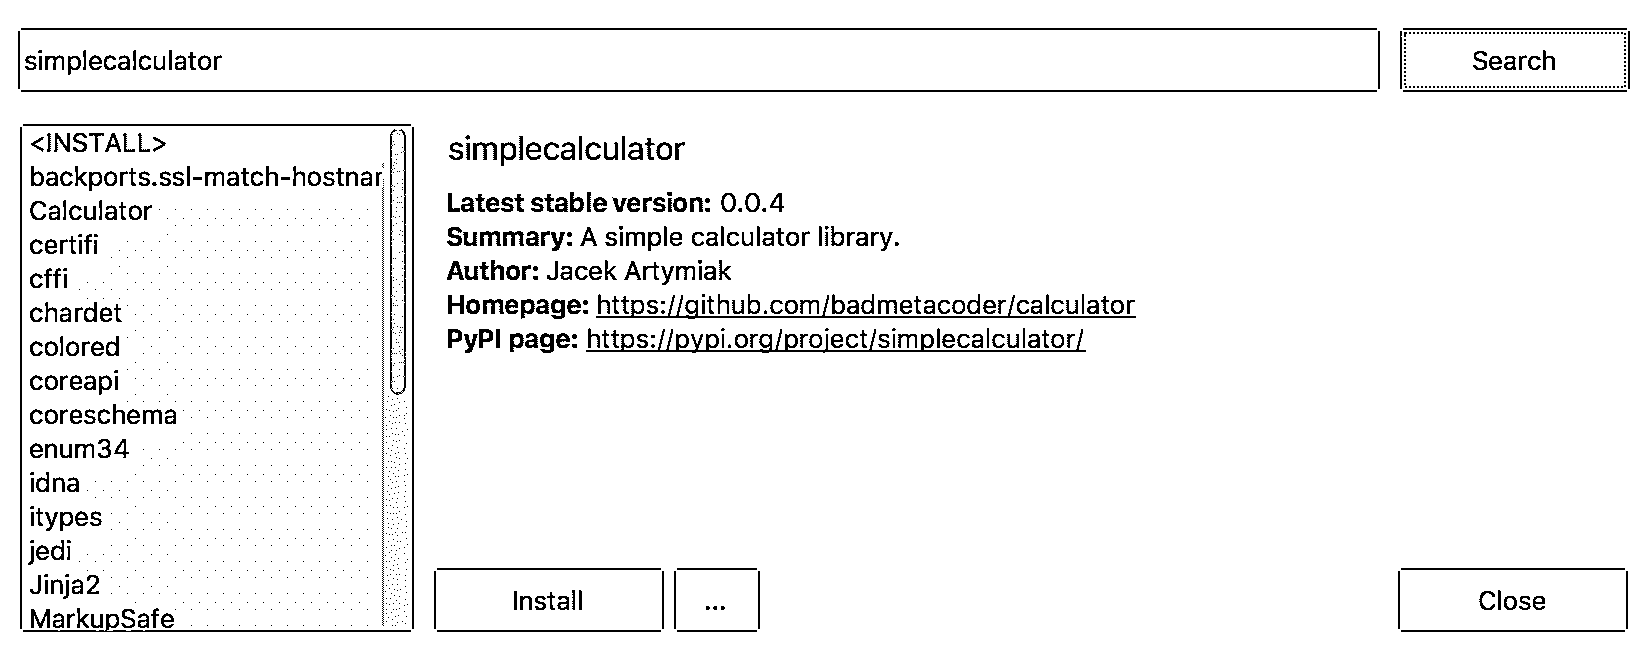 simplecalculator
Search
<INSTALL>
backports.ssl-match-hostnar
Calculator
certifi
cffi
chardet
colored
coreapi
coreschema
enum34
idna
itypes
jedi
Jinja2
MarkupSafe
simplecalculator
Latest stable version: 0.0.4
Summary: A simple calculator library.
Author: Jacek Artymiak
Homepage: https://github.com/badmetacoder/calculator
PyPI page: https://pypi.org/project/simplecalculator/
Install
...
Close